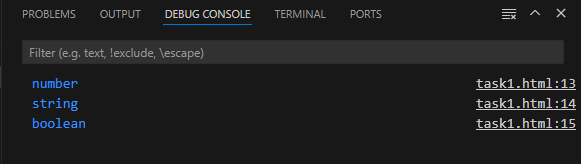 PROBLEMS OUTPUT DEBUG CONSOLE TERMINAL PORTS
Filter (e.g. text, !exclude, \escape)
number task1.html:13
string task1.html:14
boolean task1.html:15